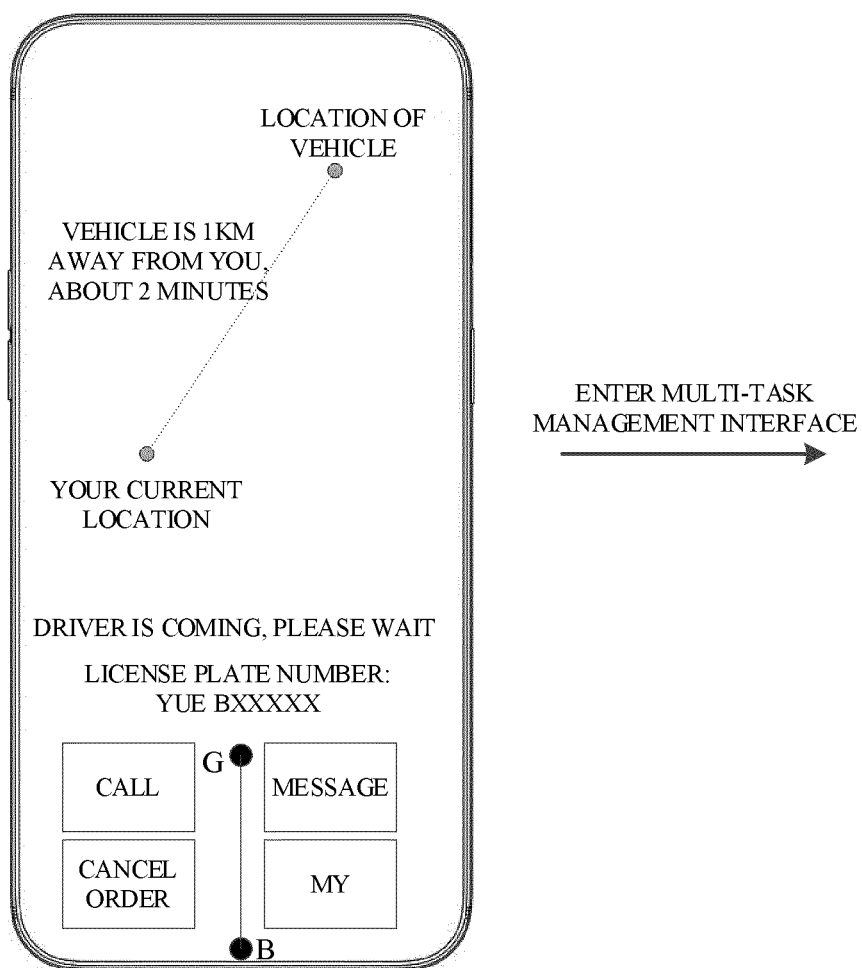 LOCATION OF
VEHICLE
VEHICLE IS 1KM
AWAY FROM YOU,
ABOUT 2 MINUTES
YOUR CURRENT
LOCATION
DRIVER IS COMING, PLEASE WAIT
LICENSE PLATE NUMBER:
YUE BXXXXX
CALL
G
MESSAGE
CANCEL
ORDER
MY
B
ENTER MULTI-TASK
MANAGEMENT INTERFACE